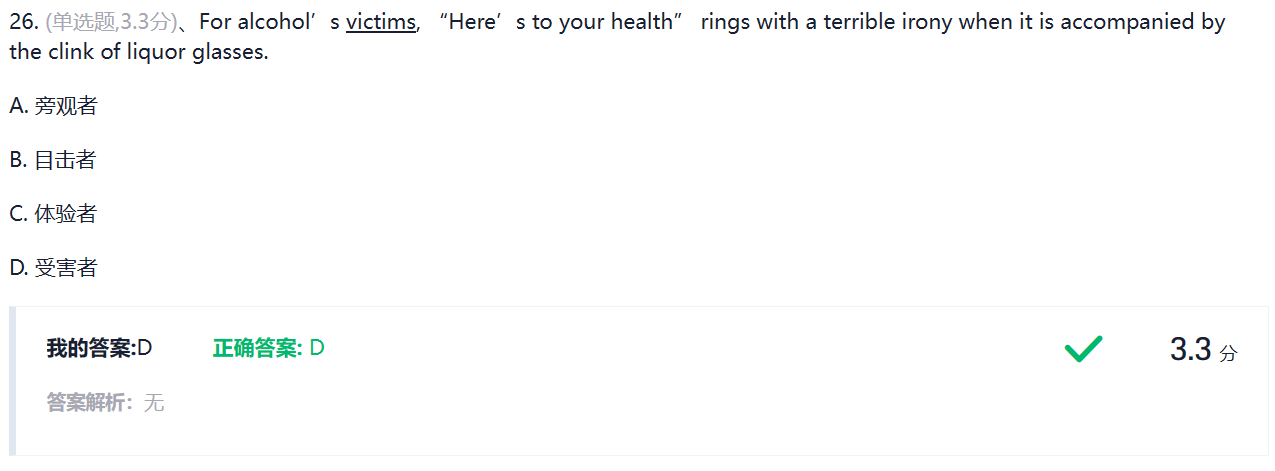 26. (单选题,3.3分)、For alcohol’s victims, “Here’s to your health” rings with a terrible irony when it is accompanied by
the clink of liquor glasses.
A. 旁观者
B. 目击者
C. 体验者
D. 受害者
我的答案:D 正确答案: D 3.3 分
答案解析：无